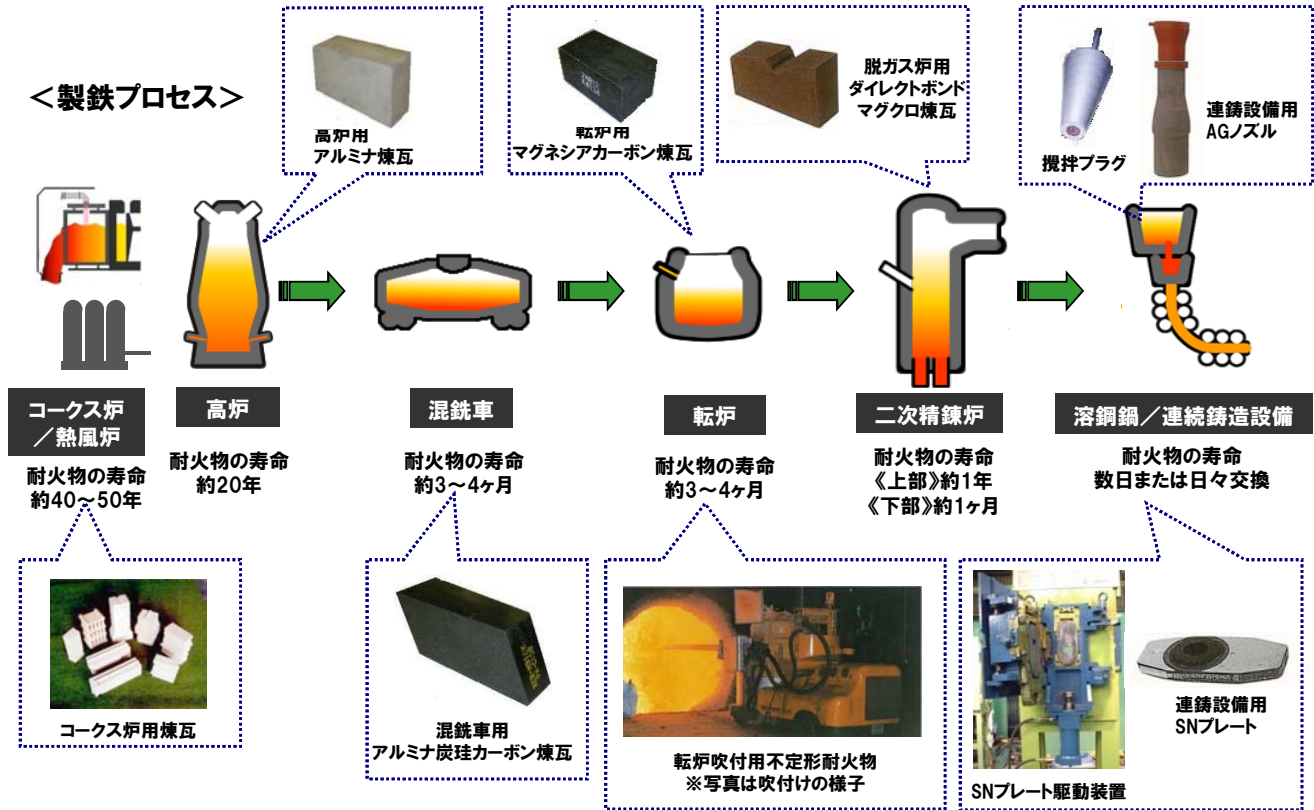 ＜製鉄プロセス＞
高炉用
アルミナ煉瓦
転炉用
マグネシアカーボン煉瓦
脱ガス炉用
ダイレクトボンド
マグクロ煉瓦
攪拌プラグ
連鋳設備用
AGノズル
コークス炉
／熱風炉
耐火物の寿命
約40～50年
高炉
耐火物の寿命
約20年
混銑車
耐火物の寿命
約3～4ヶ月
転炉
耐火物の寿命
約3～4ヶ月
二次精錬炉
耐火物の寿命
《上部》約1年
《下部》約1ヶ月
溶鋼鍋／連続鋳造設備
耐火物の寿命
数日または日々交換
コークス炉用煉瓦
混銑車用
アルミナ炭珪カーボン煉瓦
転炉吹付用不定形耐火物
※写真は吹付けの様子
SNプレート駆動装置
連鋳設備用
SNプレート